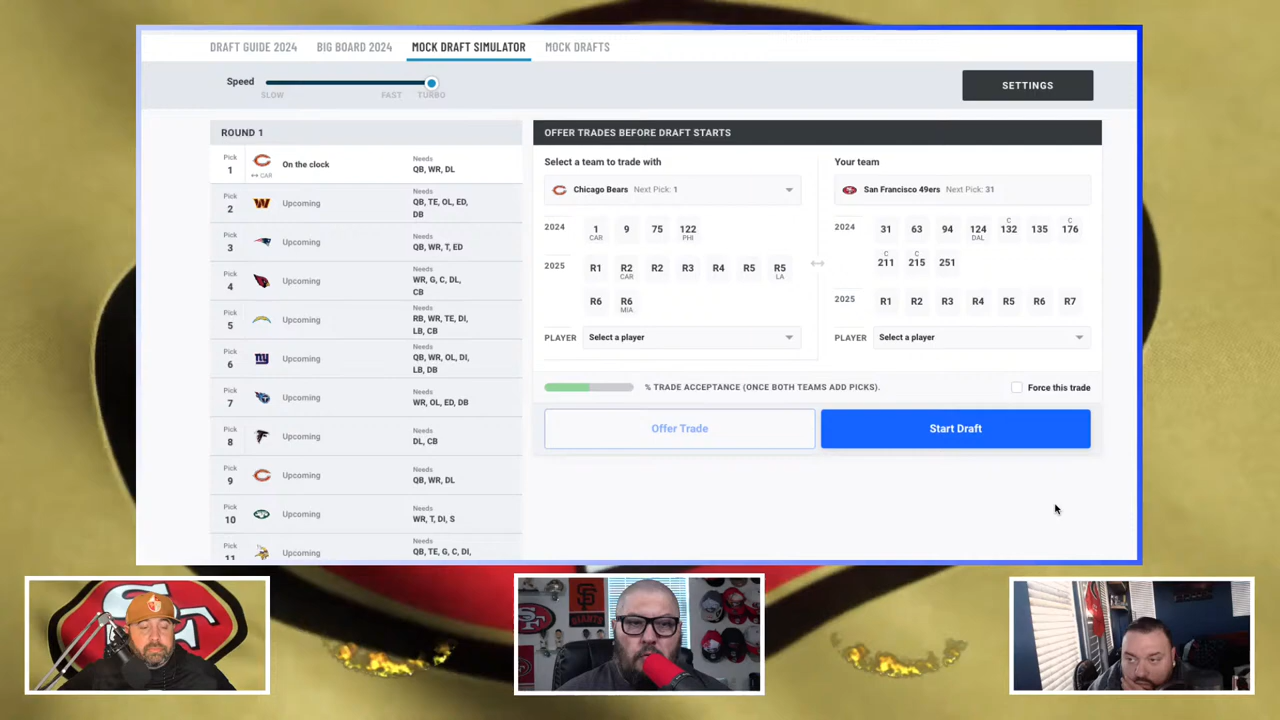 DRAFT GUIDE 2024 BIG BOARD 2024 MOCK DRAFT SIMULATOR MOCK DRAFTS
Speed
SLOW FAST TURBO
SETTINGS
ROUND 1
Pick 1 On the clock Needs QB, WR, DL
↔ CAR
Pick 2 Upcoming Needs QB, TE, OL, ED,
DB
Pick 3 Upcoming Needs QB, WR, T, ED
Pick 4 Upcoming Needs WR, G, C, DL,
CB
Pick 5 Upcoming Needs RB, WR, TE, DI,
LB, CB
Pick 6 Upcoming Needs QB, WR, OL, DI,
LB, DB
Pick 7 Upcoming Needs WR, OL, ED, DB
Pick 8 Upcoming Needs DL, CB
Pick 9 Upcoming Needs QB, WR, DL
Pick 10 Upcoming Needs WR, T, DI, S
Pick 11 Upcoming Needs QB, TE, G, C, DI,
OFFER TRADES BEFORE DRAFT STARTS
Select a team to trade with
Chicago Bears Next Pick: 1
2024 1 9 75 122
CAR PHI
2025 R1 R2 R2 R3 R4 R5 R5
CAR LA
R6 R6
MIA
PLAYER Select a player
Your team
San Francisco 49ers Next Pick: 31
C C
2024 31 63 94 124 132 135 176
DAL
C C
211 215 251
2025 R1 R2 R3 R4 R5 R6 R7
PLAYER Select a player
% TRADE ACCEPTANCE (ONCE BOTH TEAMS ADD PICKS).
Force this trade
Offer Trade
Start Draft
SF
SF
GIANTS